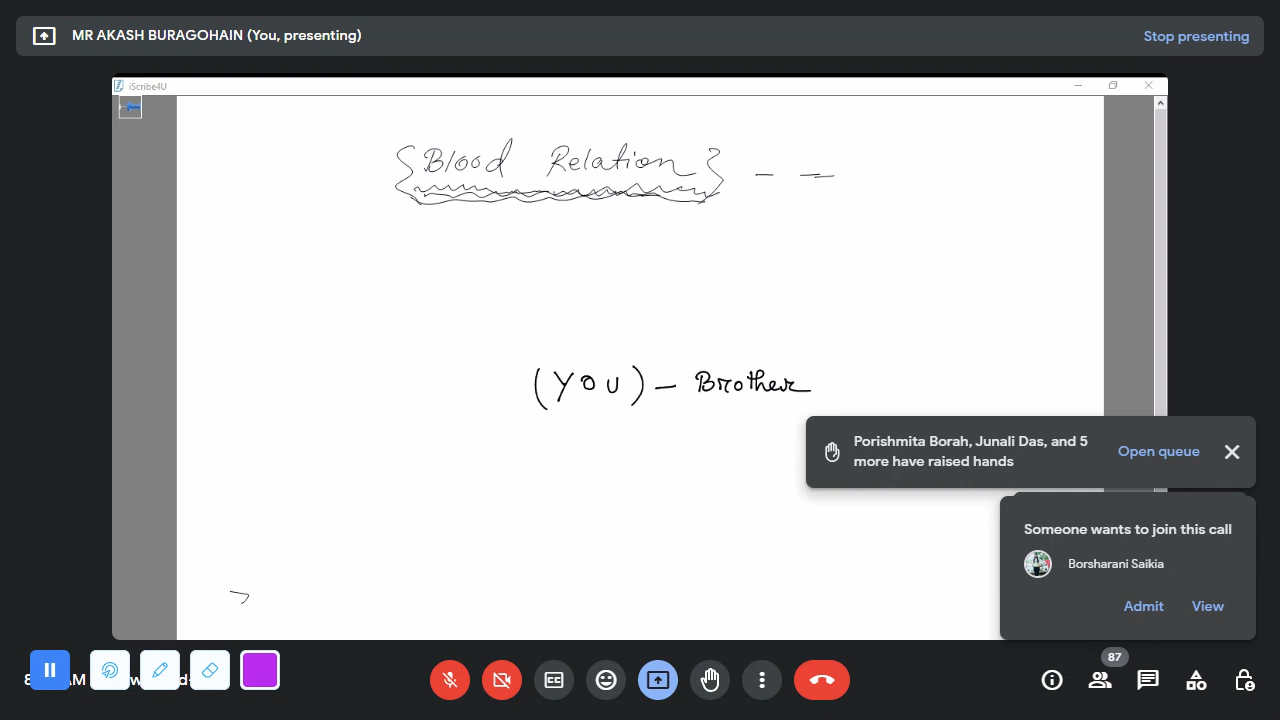 MR AKASH BURAGOHAIN (You, presenting)
Stop presenting
iScribe4U
{Blood Relation}
(YOU) - Brother
Porishmita Borah, Junali Das, and 5
more have raised hands
Open queue
Someone wants to join this call
Borsharani Saikia
Admit
View
87